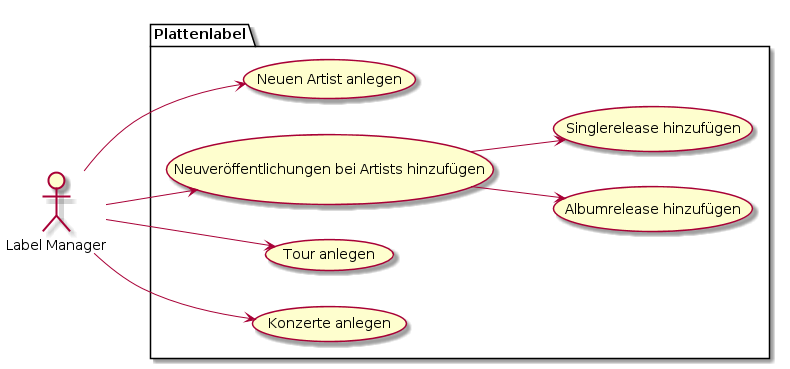 Plattenlabel
Neuen Artist anlegen
Singlerelease hinzufügen
Neuveröffentlichungen bei Artists hinzufügen
Albumrelease hinzufügen
Label Manager
Tour anlegen
Konzerte anlegen